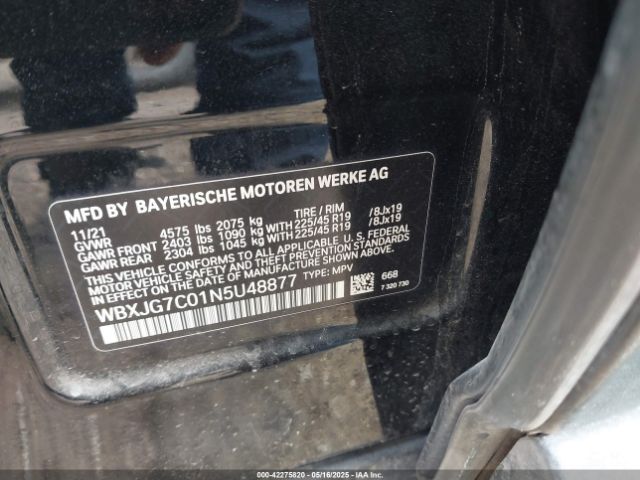 MFD BY BAYERISCHE MOTOREN WERKE AG
11/21 TIRE / RIM
GVWR 4575 lbs 2075 kg
GAWR FRONT 2403 lbs 1090 kg WITH 225/45 R19 /8Jx19
GAWR REAR 2304 lbs 1045 kg WITH 225/45 R19 /8Jx19
THIS VEHICLE CONFORMS TO ALL APPLICABLE U.S. FEDERAL
MOTOR VEHICLE SAFETY, BUMPER AND THEFT PREVENTION
STANDARDS IN EFFECT ON THE DATE OF MANUFACTURE SHOWN ABOVE.
WBXJG7C01N5U48877 TYPE: MPV
668
7 320 730
000-42275820 05/16/2025 Copyright © IAA, LLC